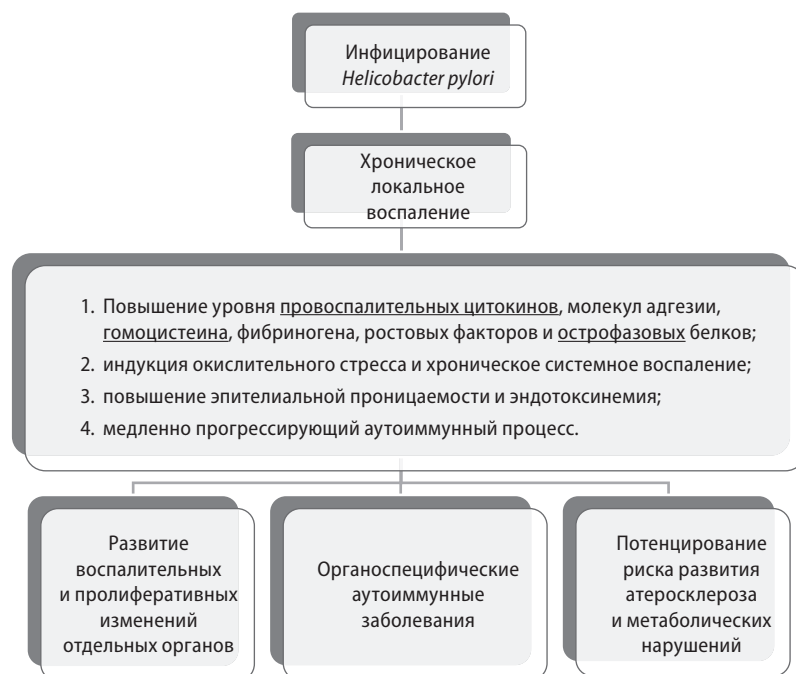 Инфицирование
Helicobacter pylori
Хроническое
локальное
воспаление
1. Повышение уровня провоспалительных цитокинов, молекул адгезии,
гомоцистеина, фибриногена, ростовых факторов и острофазовых белков;
2. индукция окислительного стресса и хроническое системное воспаление;
3. повышение эпителиальной проницаемости и эндотоксинемия;
4. медленно прогрессирующий аутоиммунный процесс.
Развитие
воспалительных
и пролиферативных
изменений
отдельных органов
Органоспецифические
аутоиммунные
заболевания
Потенцирование
риска развития
атеросклероза
и метаболических
нарушений